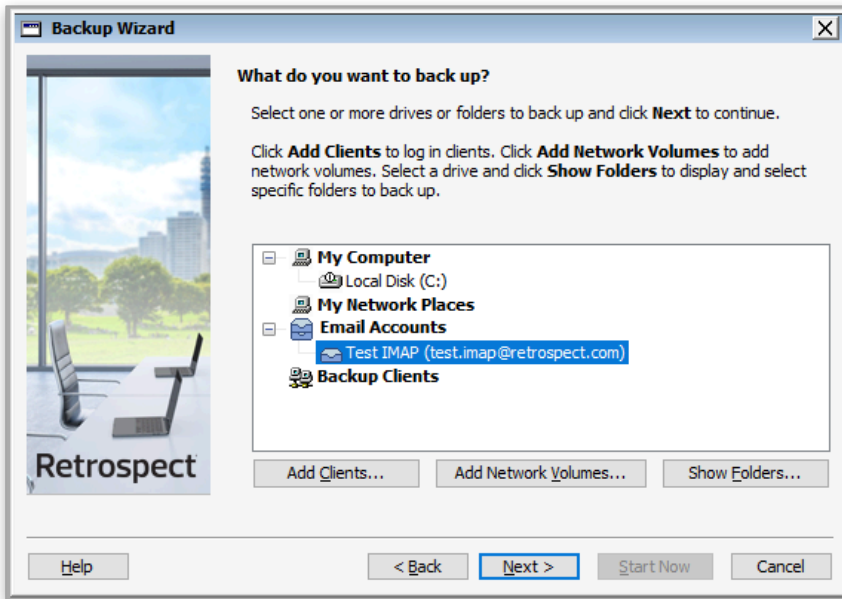 Backup Wizard
What do you want to back up?
Select one or more drives or folders to back up and click Next to continue.
Click Add Clients to log in clients. Click Add Network Volumes to add
network volumes. Select a drive and click Show Folders to display and select
specific folders to back up.
My Computer
Local Disk (C:)
My Network Places
Email Accounts
Test IMAP (test.imap@retrospect.com)
Backup Clients
Retrospect
Add Clients...
Add Network Volumes...
Show Folders...
Help
< Back
Next >
Start Now
Cancel